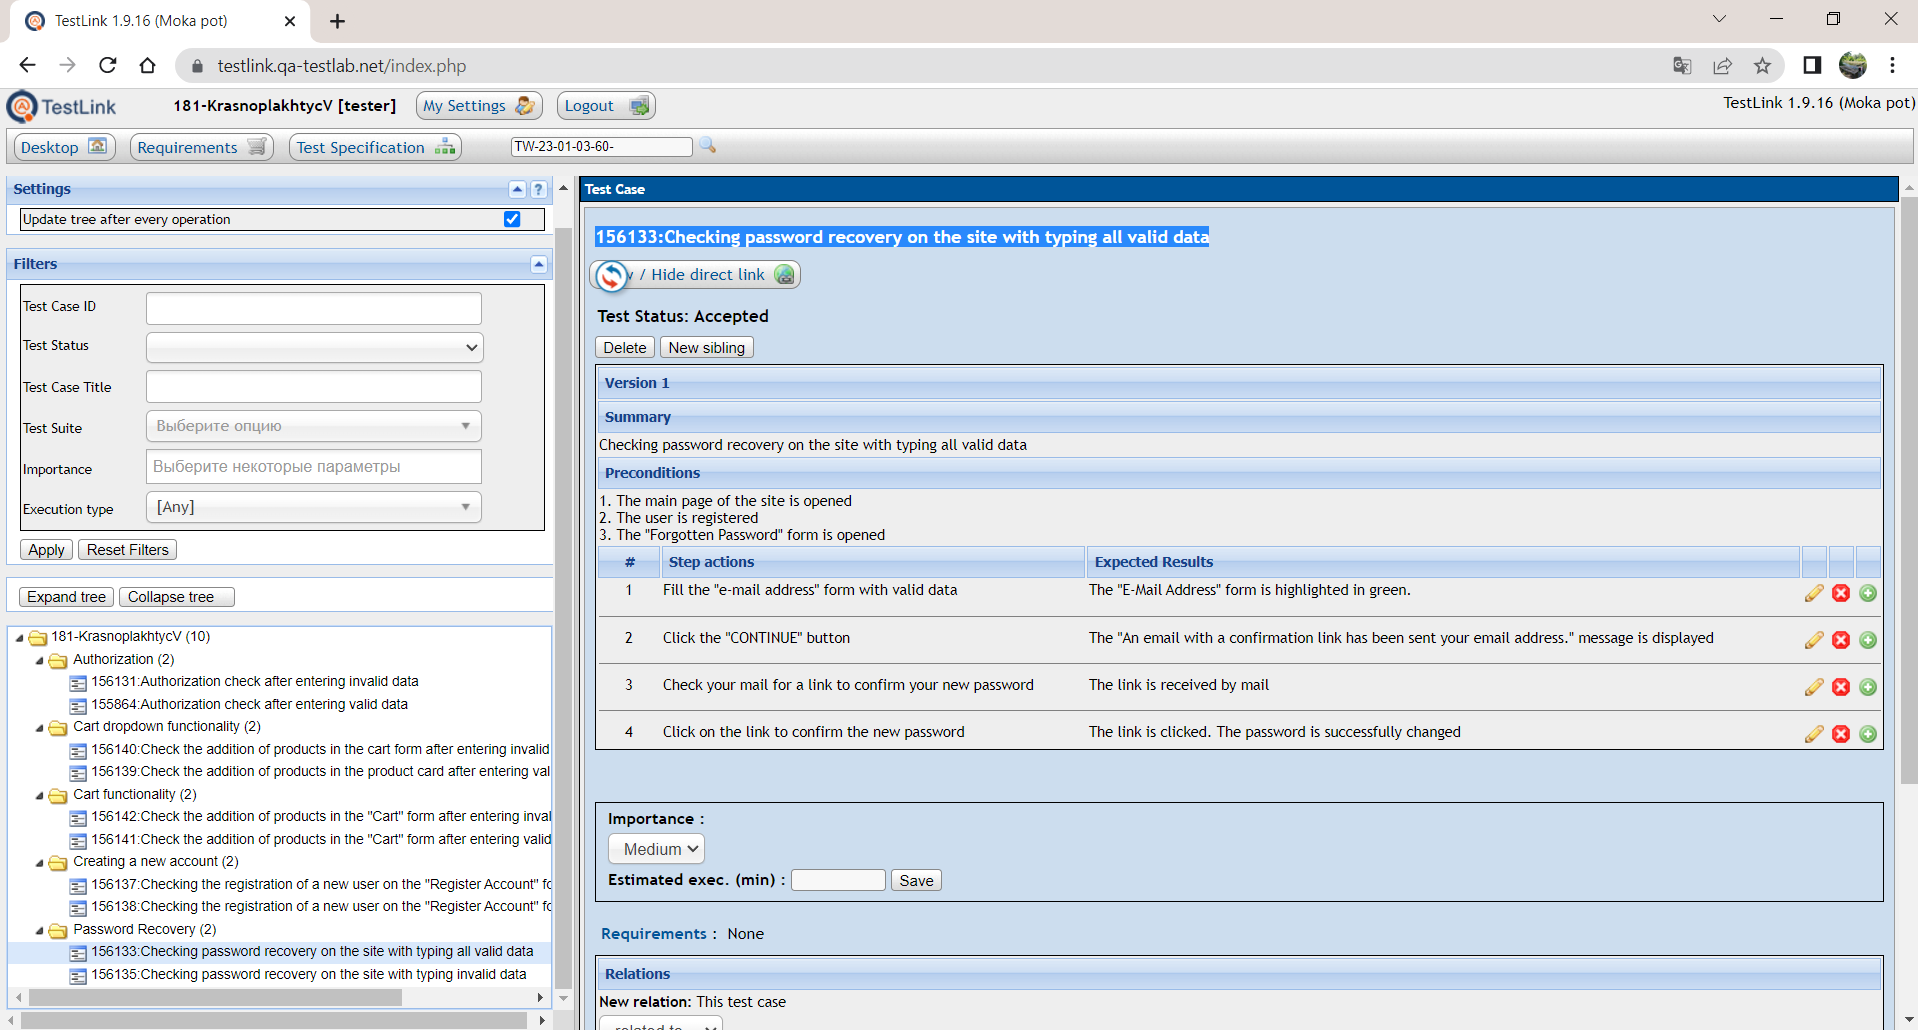 TestLink 1.9.16 (Moka pot)
testlink.qa-testlab.net/index.php
TestLink
181-KrasnoplakhtycV [tester]
My Settings
Logout
TestLink 1.9.16 (Moka pot)
Desktop
Requirements
Test Specification
TW-23-01-03-60-
Settings
?
Update tree after every operation
Filters
Test Case ID
Test Status
Test Case Title
Test Suite
Выберите опцию
Importance
Выберите некоторые параметры
Execution type
[Any]
Apply
Reset Filters
Expand tree
Collapse tree
181-KrasnoplakhtycV (10)
Authorization (2)
156131:Authorization check after entering invalid data
155864:Authorization check after entering valid data
Cart dropdown functionality (2)
156140:Check the addition of products in the cart form after entering invalid
156139:Check the addition of products in the product card after entering val
Cart functionality (2)
156142:Check the addition of products in the "Cart" form after entering inval
156141:Check the addition of products in the "Cart" form after entering valid
Creating a new account (2)
156137:Checking the registration of a new user on the "Register Account" fo
156138:Checking the registration of a new user on the "Register Account" fo
Password Recovery (2)
156133:Checking password recovery on the site with typing all valid data
156135:Checking password recovery on the site with typing invalid data
Test Case
156133:Checking password recovery on the site with typing all valid data
/ Hide direct link
Test Status: Accepted
Delete
New sibling
Version 1
Summary
Checking password recovery on the site with typing all valid data
Preconditions
1. The main page of the site is opened
2. The user is registered
3. The "Forgotten Password" form is opened
# Step actions Expected Results
1 Fill the "e-mail address" form with valid data The "E-Mail Address" form is highlighted in green.
2 Click the "CONTINUE" button The "An email with a confirmation link has been sent your email address." message is displayed
3 Check your mail for a link to confirm your new password The link is received by mail
4 Click on the link to confirm the new password The link is clicked. The password is successfully changed
Importance :
Medium
Estimated exec. (min) :
Save
Requirements : None
Relations
New relation: This test case
related to